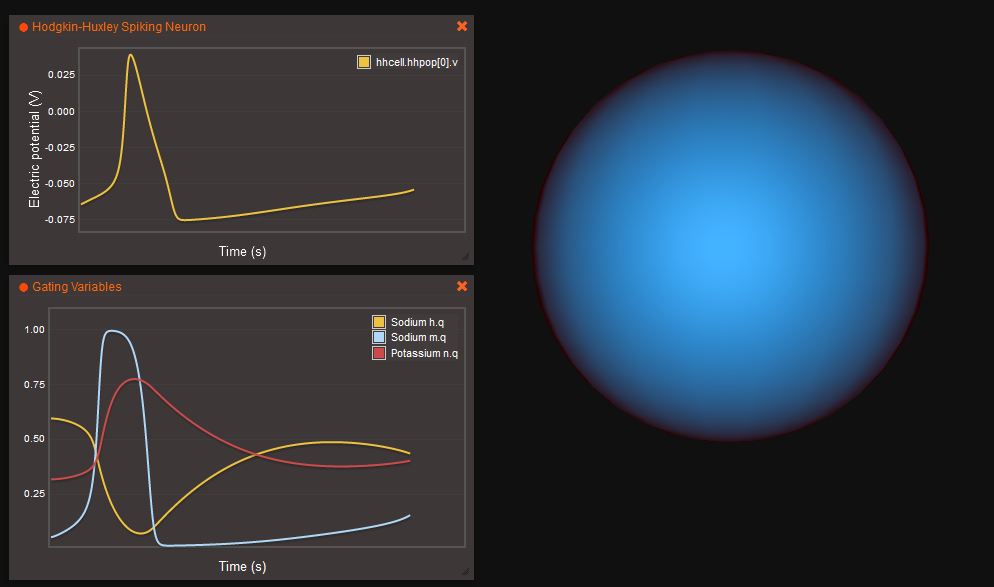 Hodgkin-Huxley Spiking Neuron
hhcell.hhpop[0].v
Electric potential (V)
0.025
0.000
-0.025
-0.050
-0.075
Time (s)
Gating Variables
Sodium h.q
Sodium m.q
Potassium n.q
1.00
0.75
0.50
0.25
Time (s)